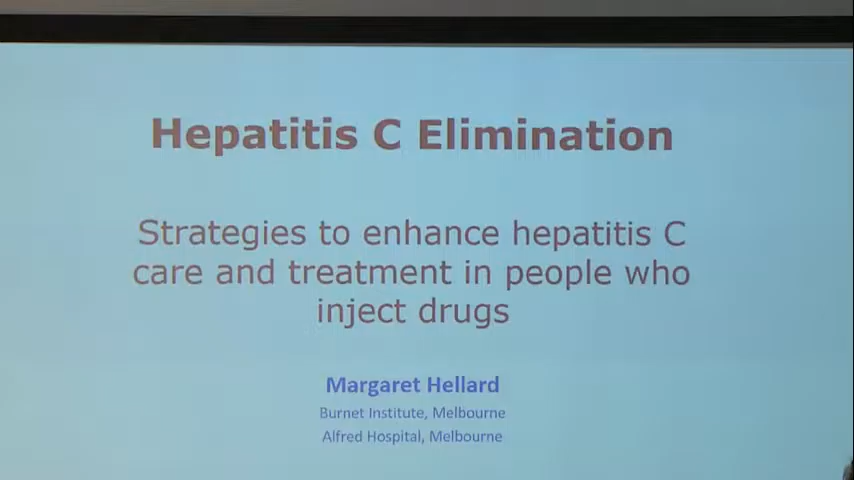 Hepatitis C Elimination
Strategies to enhance hepatitis C
care and treatment in people who
inject drugs
Margaret Hellard
Burnet Institute, Melbourne
Alfred Hospital, Melbourne